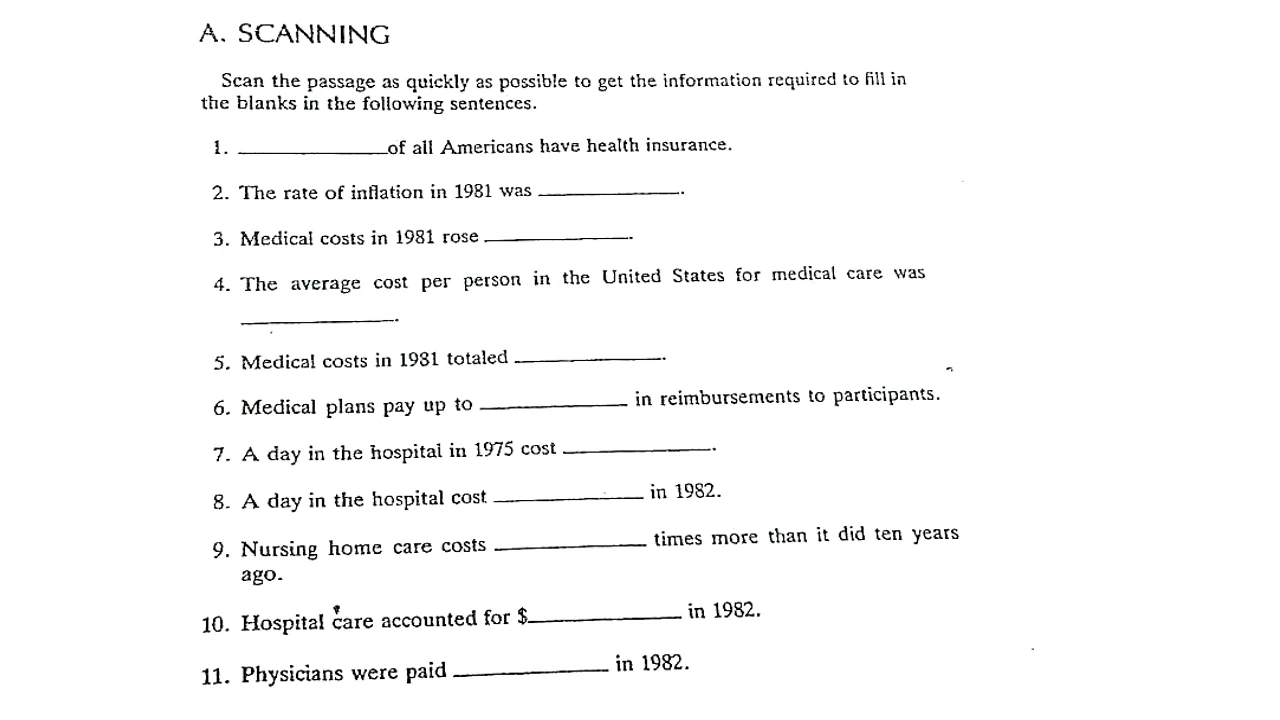 A. SCANNING
Scan the passage as quickly as possible to get the information required to fill in
the blanks in the following sentences.
1. ____________of all Americans have health insurance.
2. The rate of inflation in 1981 was ____________.
3. Medical costs in 1981 rose ____________.
4. The average cost per person in the United States for medical care was
____________.
5. Medical costs in 1981 totaled ____________.
6. Medical plans pay up to ____________ in reimbursements to participants.
7. A day in the hospital in 1975 cost ____________.
8. A day in the hospital cost ____________ in 1982.
9. Nursing home care costs ____________ times more than it did ten years
ago.
10. Hospital care accounted for $____________ in 1982.
11. Physicians were paid ____________ in 1982.